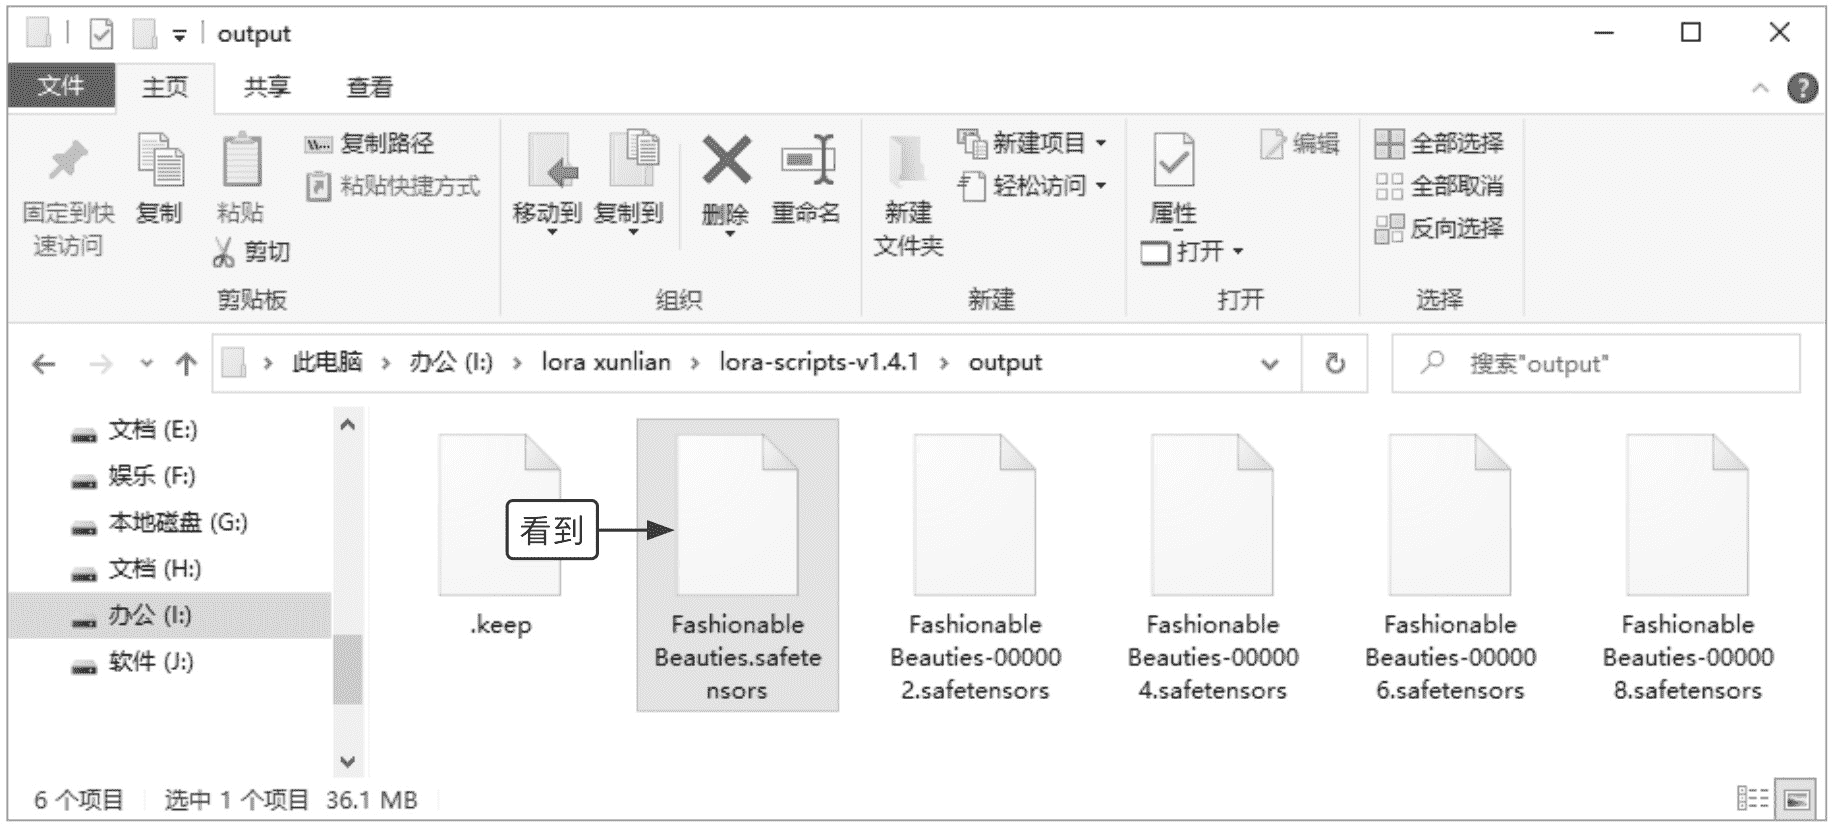 output
文件 主页 共享 查看
固定到快
速访问
复制
粘贴
剪切
复制路径
粘贴快捷方式
剪贴板
移动到
复制到
删除
重命名
组织
新建
文件夹
新建项目
轻松访问
新建
属性
打开
编辑
打开
全部选择
全部取消
反向选择
选择
此电脑 > 办公 (I:) > lora xunlian > lora-scripts-v1.4.1 > output
搜索"output"
文档 (E:)
娱乐 (F:)
本地磁盘 (G:)
文档 (H:)
办公 (I:)
软件 (J:)
看到
.keep
Fashionable
Beauties.safete
nsors
Fashionable
Beauties-00000
2.safetensors
Fashionable
Beauties-00000
4.safetensors
Fashionable
Beauties-00000
6.safetensors
Fashionable
Beauties-00000
8.safetensors
6 个项目 选中 1 个项目 36.1 MB